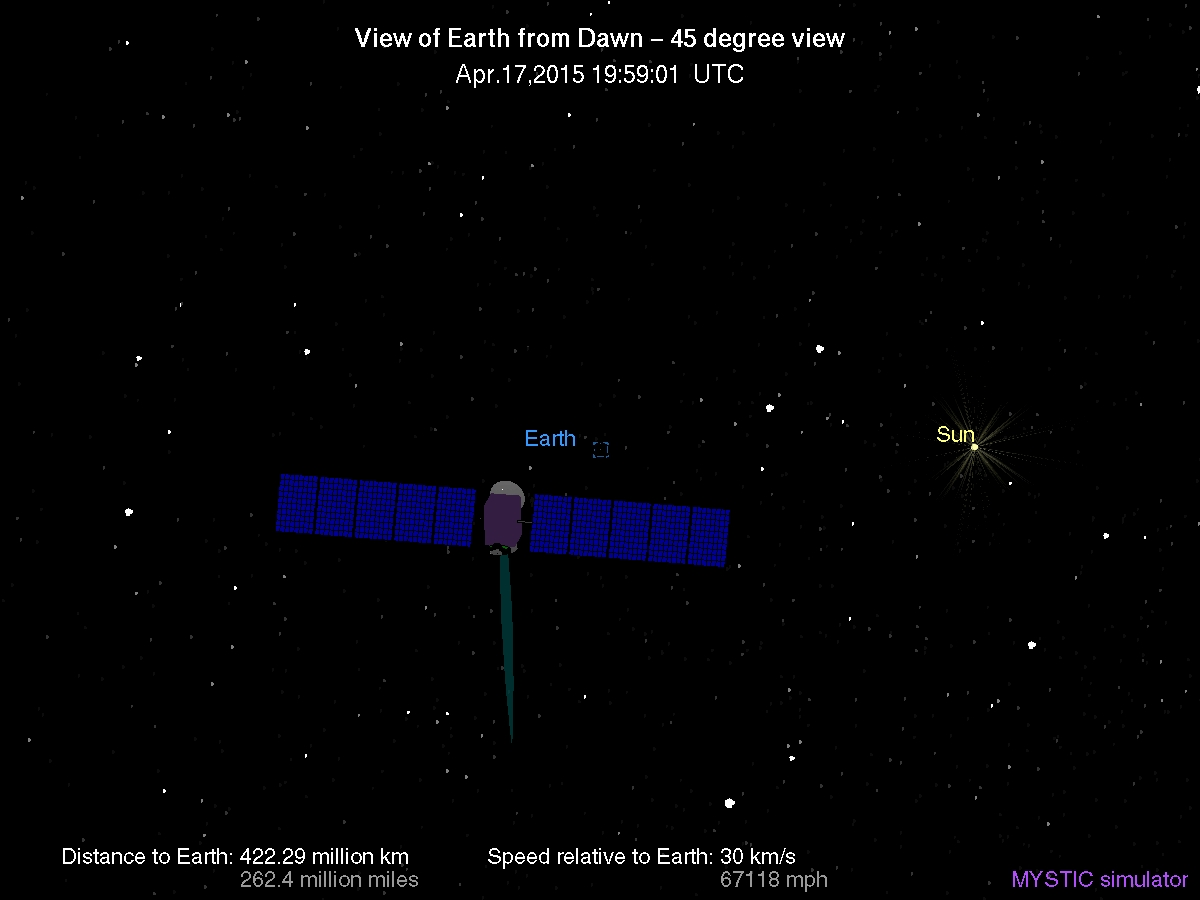 View of Earth from Dawn – 45 degree view
Apr.17,2015 19:59:01 UTC
Earth
Sun
Distance to Earth: 422.29 million km
262.4 million miles
Speed relative to Earth: 30 km/s
67118 mph
MYSTIC simulator